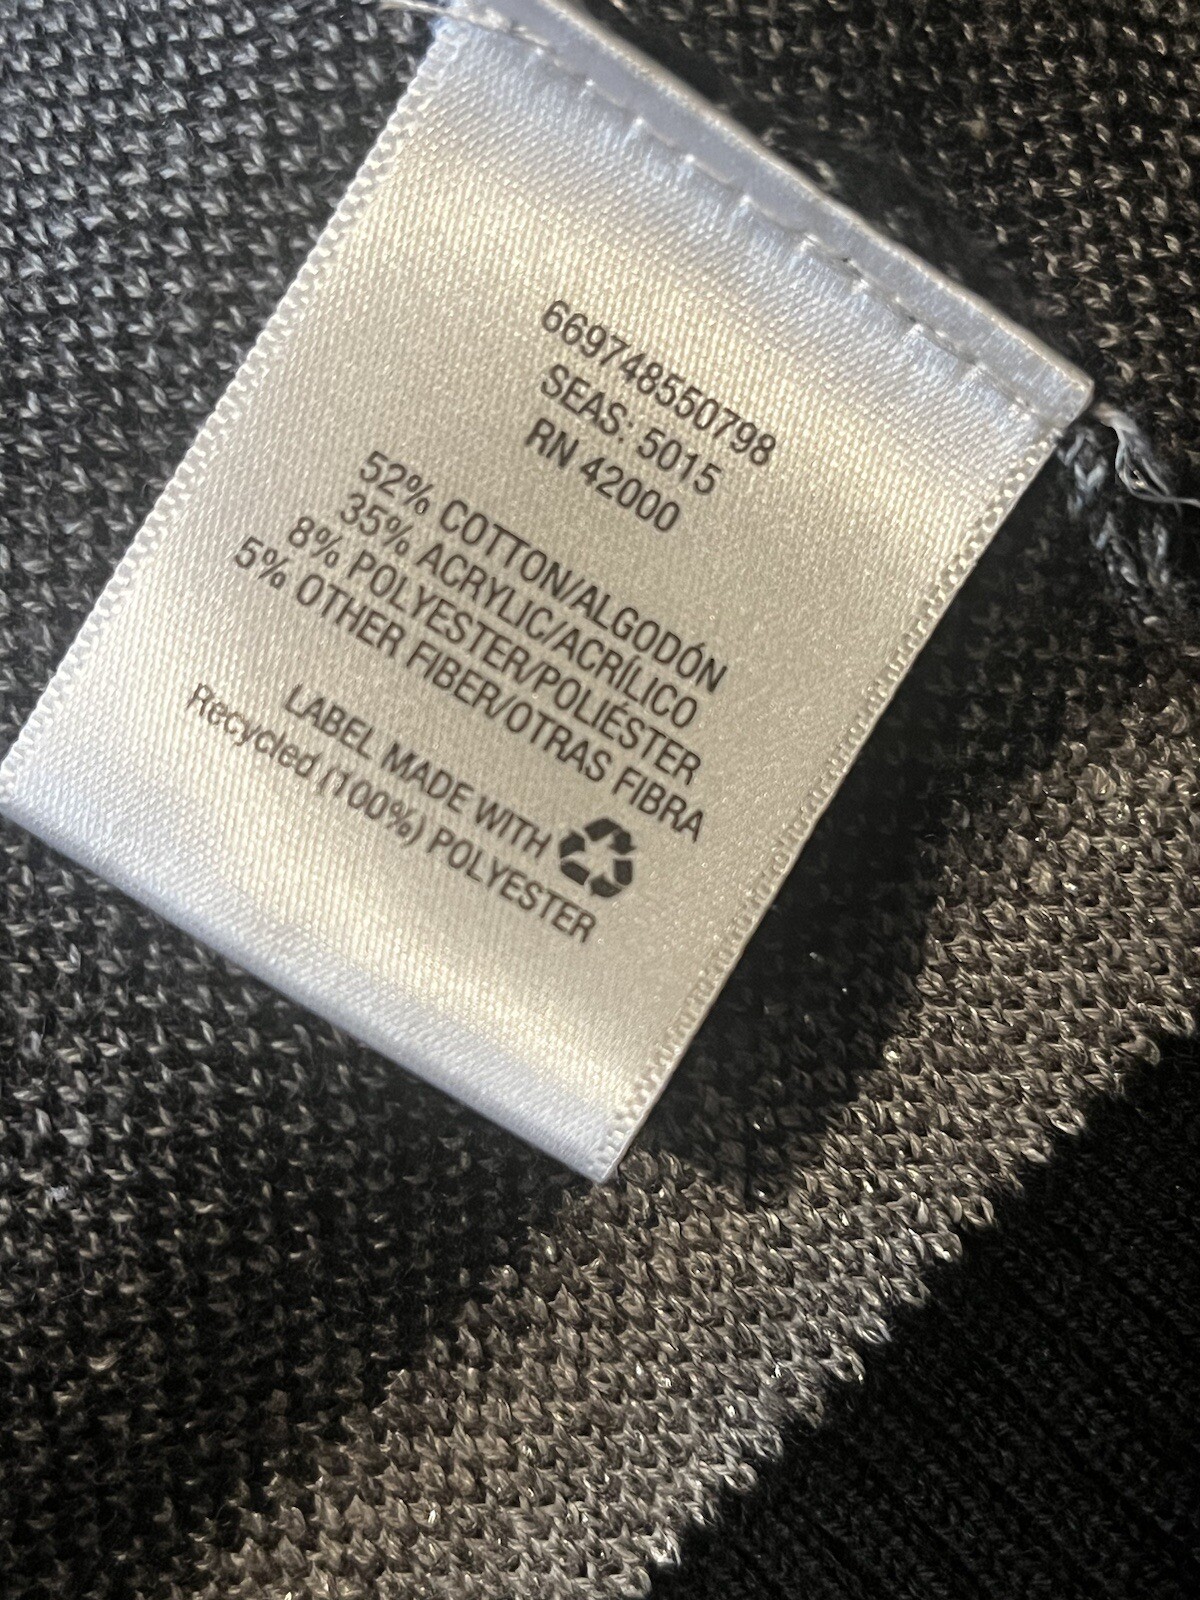 669748550798
SEAS: 5015
RN 42000
52% COTTON/ALGODÓN
35% ACRYLIC/ACRÍLICO
8% POLYESTER/POLIÉSTER
5% OTHER FIBER/OTRAS FIBRA
LABEL MADE WITH
Recycled (100%) POLYESTER